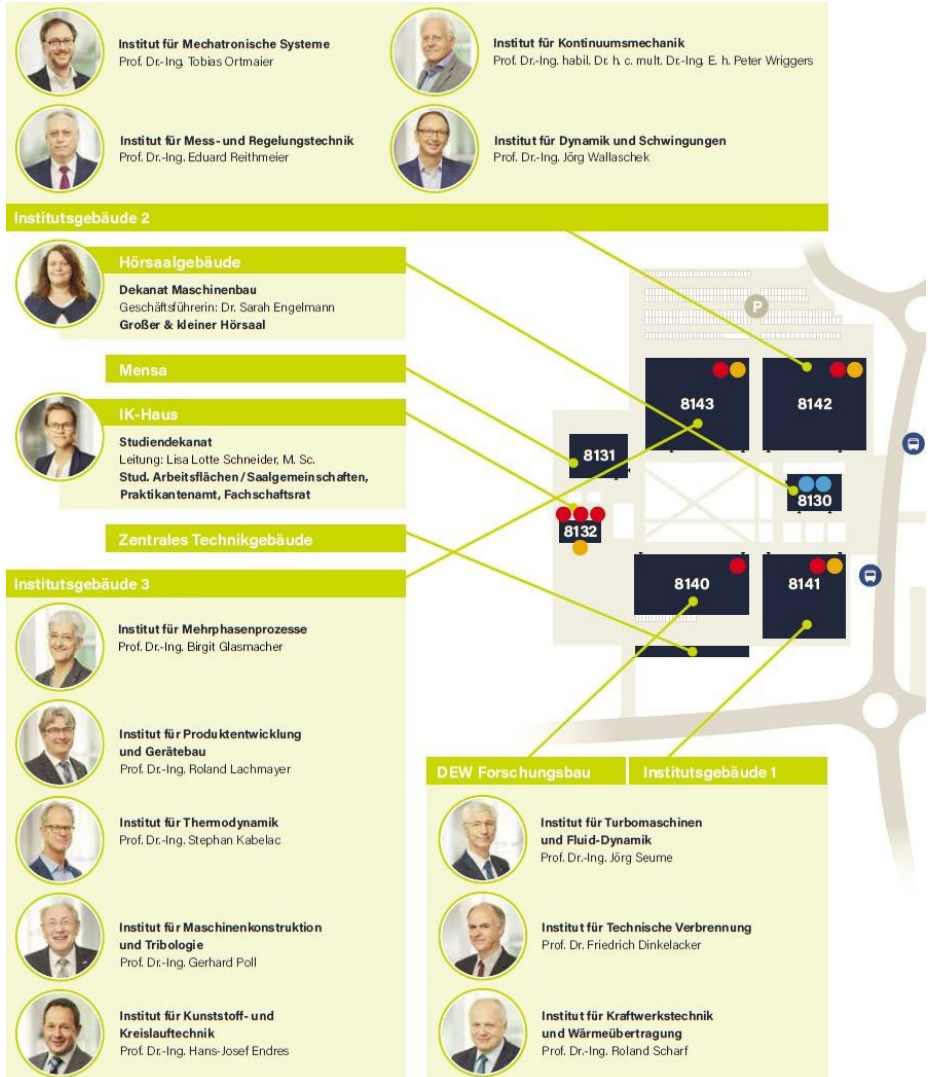 Institut für Mechatronische Systeme
Prof. Dr.-Ing. Tobias Ortmaier
Institut für Kontinuumsmechanik
Prof. Dr.-Ing. habil. Dr. h. c. mult. Dr.-Ing. E. h. Peter Wriggers
Institut für Mess- und Regelungstechnik
Prof. Dr.-Ing. Eduard Reithmeier
Institut für Dynamik und Schwingungen
Prof. Dr.-Ing. Jörg Wallaschek
Institutsgebäude 2
Hörsaalgebäude
Dekanat Maschinenbau
Geschäftsführerin: Dr. Sarah Engelmann
Großer & kleiner Hörsaal
Mensa
IK-Haus
Studiendekanat
Leitung: Lisa Lotte Schneider, M. Sc.
Stud. Arbeitsflächen/Saalgemeinschaften,
Praktikantenamt, Fachschaftsrat
Zentrales Technikgebäude
P
8143
8142
8131
8130
8132
8140
8141
Institutsgebäude 3
Institut für Mehrphasenprozesse
Prof. Dr.-Ing. Birgit Glasmacher
Institut für Produktentwicklung
und Gerätebau
Prof. Dr.-Ing. Roland Lachmayer
Institut für Thermodynamik
Prof. Dr.-Ing. Stephan Kabelac
Institut für Maschinenkonstruktion
und Tribologie
Prof. Dr.-Ing. Gerhard Poll
Institut für Kunststoff- und
Kreislauftechnik
Prof. Dr.-Ing. Hans-Josef Endres
DEW Forschungsbau
Institutsgebäude 1
Institut für Turbomaschinen
und Fluid-Dynamik
Prof. Dr.-Ing. Jörg Seume
Institut für Technische Verbrennung
Prof. Dr. Friedrich Dinkelacker
Institut für Kraftwerkstechnik
und Wärmeübertragung
Prof. Dr.-Ing. Roland Scharf